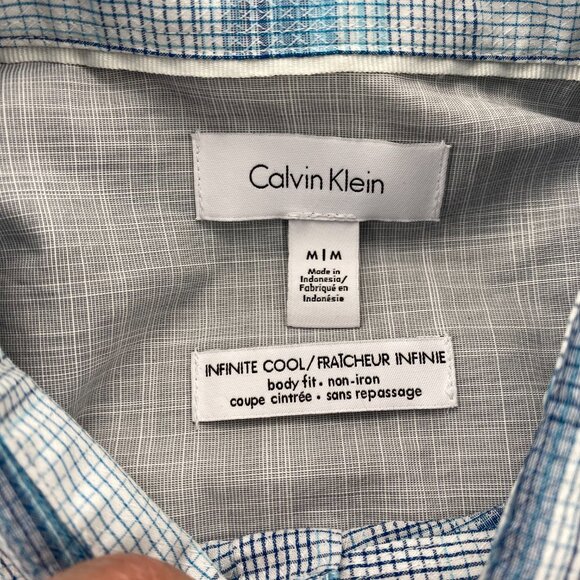 Calvin Klein
M|M
Made in
Indonesia/
Fabriqué en
Indonésie
INFINITE COOL/FRAÎCHEUR INFINIE
body fit • non-iron
coupe cintrée • sans repassage